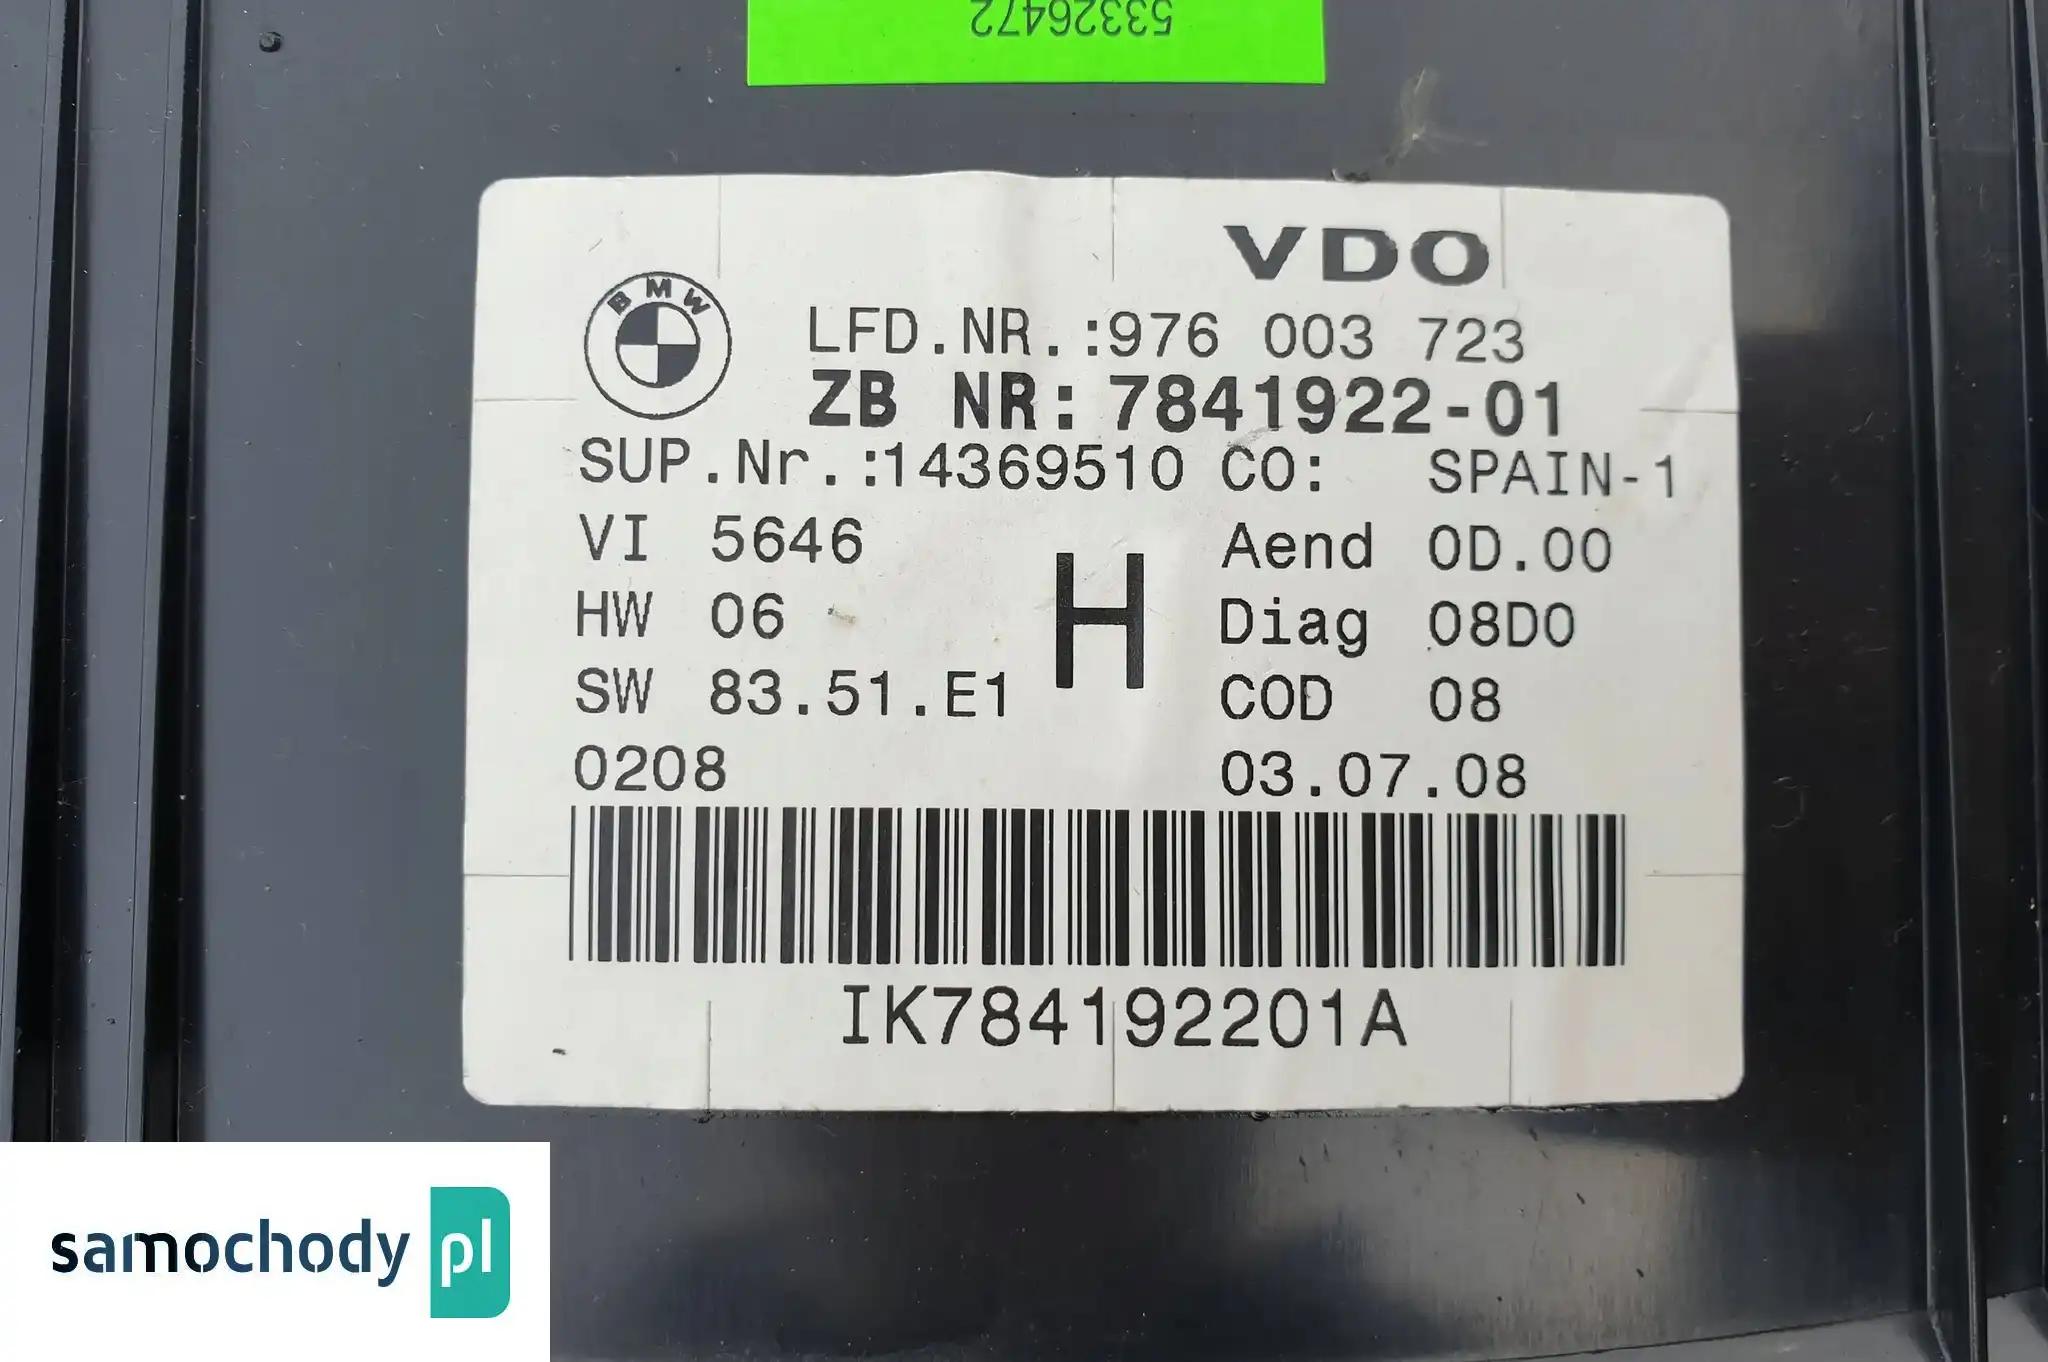 53326472
VDO
BMW
LFD.NR.:976 003 723
ZB NR:7841922-01
SUP.Nr.:14369510 CO: SPAIN-1
VI 5646 Aend 0D.00
H
HW 06 Diag 08D0
SW 83.51.E1 COD 08
0208 03.07.08
IK784192201A
samochody pl